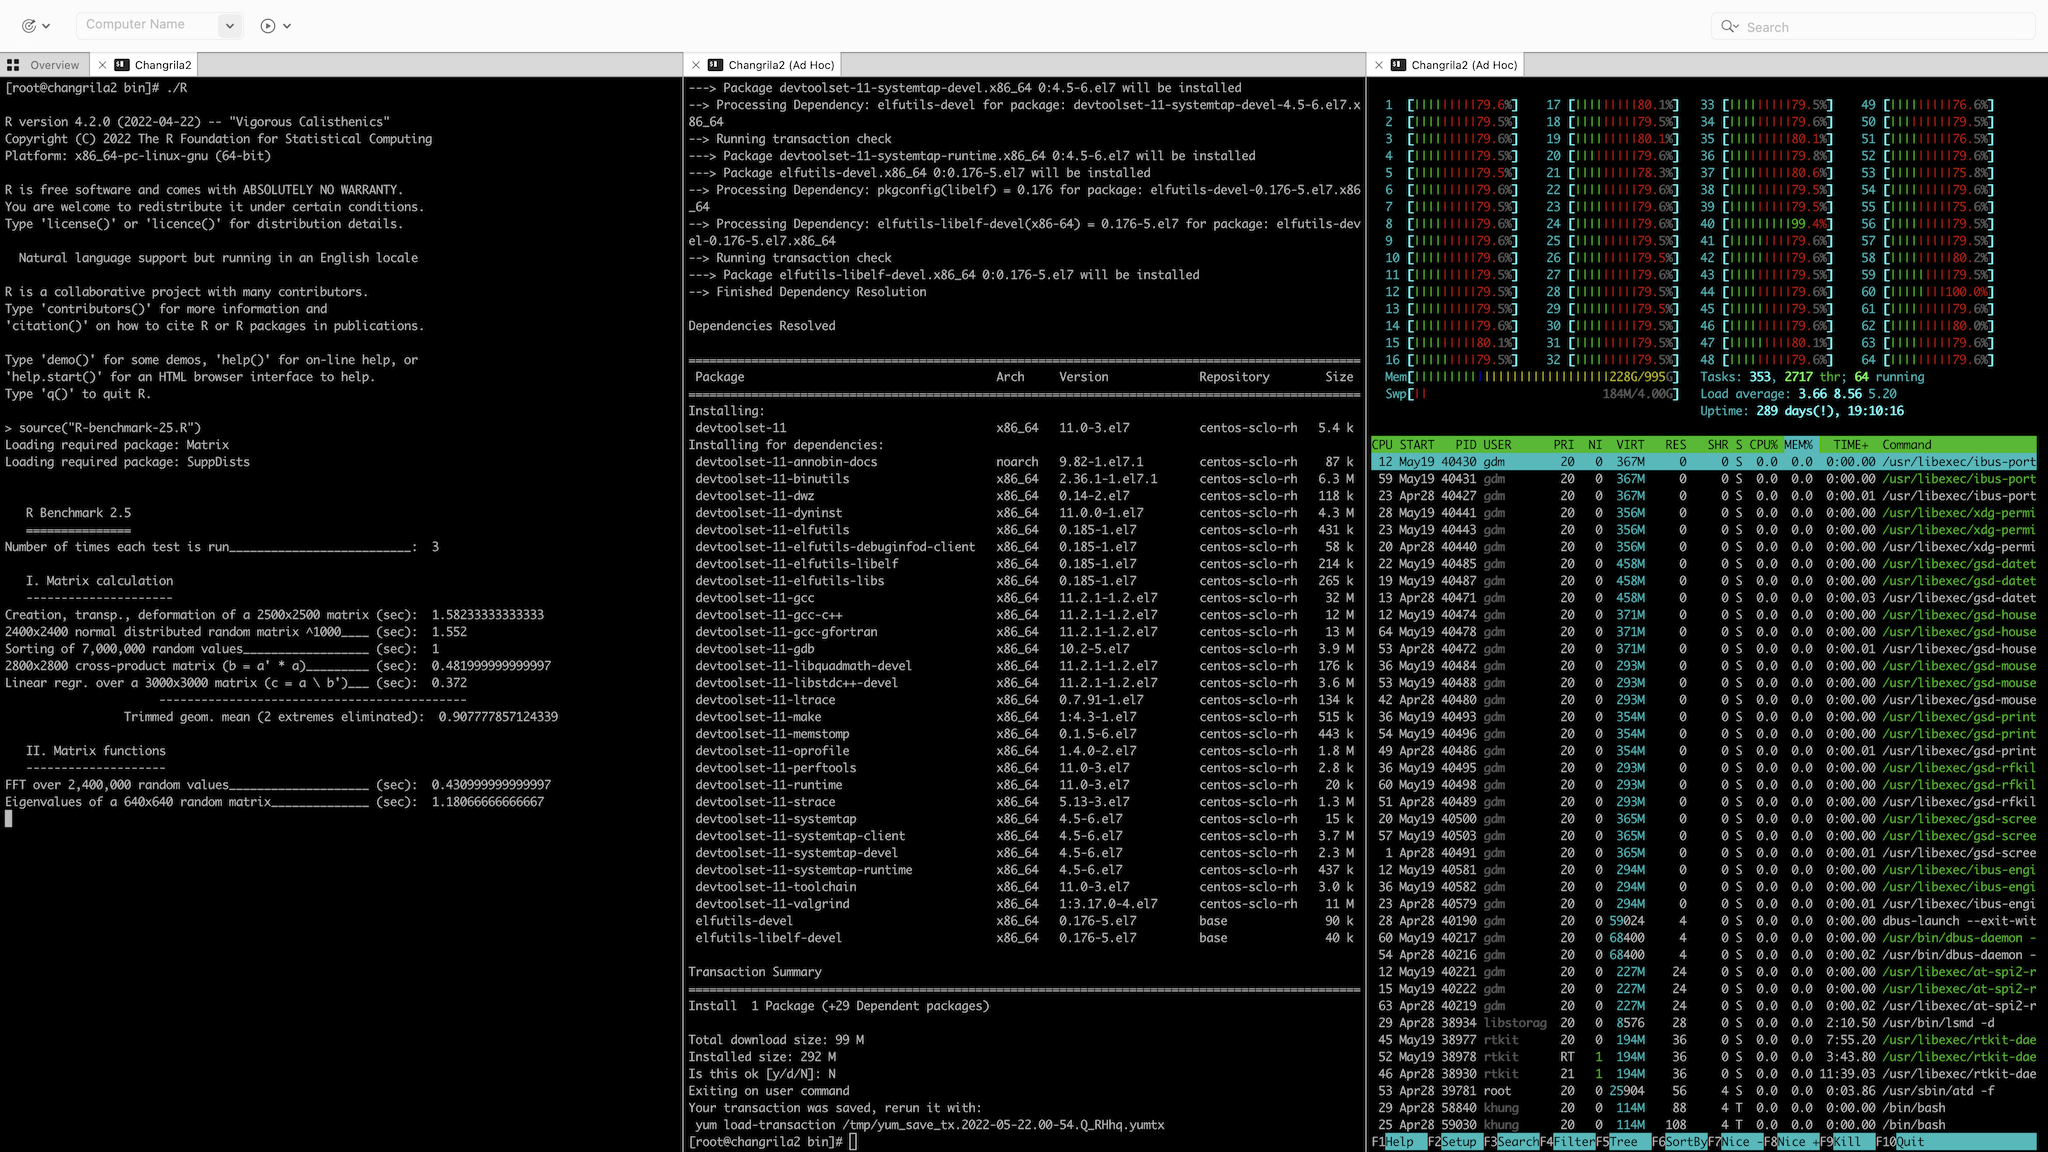 Computer Name
Search
Overview
Changrila2
[root@changrila2 bin]# ./R
R version 4.2.0 (2022-04-22) -- "Vigorous Calisthenics"
Copyright (C) 2022 The R Foundation for Statistical Computing
Platform: x86_64-pc-linux-gnu (64-bit)
R is free software and comes with ABSOLUTELY NO WARRANTY.
You are welcome to redistribute it under certain conditions.
Type 'license()' or 'licence()' for distribution details.
Natural language support but running in an English locale
R is a collaborative project with many contributors.
Type 'contributors()' for more information and
'citation()' on how to cite R or R packages in publications.
Type 'demo()' for some demos, 'help()' for on-line help, or
'help.start()' for an HTML browser interface to help.
Type 'q()' to quit R.
> source("R-benchmark-25.R")
Loading required package: Matrix
Loading required package: SuppDists
R Benchmark 2.5
===============
Number of times each test is run__________________________: 3
I. Matrix calculation
---------------------
Creation, transp., deformation of a 2500x2500 matrix (sec): 1.58233333333333
2400x2400 normal distributed random matrix ^1000____ (sec): 1.552
Sorting of 7,000,000 random values__________________ (sec): 1
2800x2800 cross-product matrix (b = a' * a)_________ (sec): 0.481999999999997
Linear regr. over a 3000x3000 matrix (c = a \ b')___ (sec): 0.372
--------------------------------------------
Trimmed geom. mean (2 extremes eliminated): 0.907777857124339
II. Matrix functions
--------------------
FFT over 2,400,000 random values____________________ (sec): 0.430999999999997
Eigenvalues of a 640x640 random matrix______________ (sec): 1.18066666666667
Changrila2 (Ad Hoc)
---> Package devtoolset-11-systemtap-devel.x86_64 0:4.5-6.el7 will be installed
--> Processing Dependency: elfutils-devel for package: devtoolset-11-systemtap-devel-4.5-6.el7.x
86_64
--> Running transaction check
---> Package devtoolset-11-systemtap-runtime.x86_64 0:4.5-6.el7 will be installed
---> Package elfutils-devel.x86_64 0:0.176-5.el7 will be installed
--> Processing Dependency: pkgconfig(libelf) = 0.176 for package: elfutils-devel-0.176-5.el7.x86
_64
--> Processing Dependency: elfutils-libelf-devel(x86-64) = 0.176-5.el7 for package: elfutils-dev
el-0.176-5.el7.x86_64
--> Running transaction check
---> Package elfutils-libelf-devel.x86_64 0:0.176-5.el7 will be installed
--> Finished Dependency Resolution
Dependencies Resolved
Package Arch Version Repository Size
Installing:
devtoolset-11 x86_64 11.0-3.el7 centos-sclo-rh 5.4 k
Installing for dependencies:
devtoolset-11-annobin-docs noarch 9.82-1.el7.1 centos-sclo-rh 87 k
devtoolset-11-binutils x86_64 2.36.1-1.el7.1 centos-sclo-rh 6.3 M
devtoolset-11-dwz x86_64 0.14-2.el7 centos-sclo-rh 118 k
devtoolset-11-dyninst x86_64 11.0.0-1.el7 centos-sclo-rh 4.3 M
devtoolset-11-elfutils x86_64 0.185-1.el7 centos-sclo-rh 431 k
devtoolset-11-elfutils-debuginfod-client x86_64 0.185-1.el7 centos-sclo-rh 58 k
devtoolset-11-elfutils-libelf x86_64 0.185-1.el7 centos-sclo-rh 214 k
devtoolset-11-elfutils-libs x86_64 0.185-1.el7 centos-sclo-rh 265 k
devtoolset-11-gcc x86_64 11.2.1-1.2.el7 centos-sclo-rh 32 M
devtoolset-11-gcc-c++ x86_64 11.2.1-1.2.el7 centos-sclo-rh 12 M
devtoolset-11-gcc-gfortran x86_64 11.2.1-1.2.el7 centos-sclo-rh 13 M
devtoolset-11-gdb x86_64 10.2-5.el7 centos-sclo-rh 3.9 M
devtoolset-11-libquadmath-devel x86_64 11.2.1-1.2.el7 centos-sclo-rh 176 k
devtoolset-11-libstdc++-devel x86_64 11.2.1-1.2.el7 centos-sclo-rh 3.6 M
devtoolset-11-ltrace x86_64 0.7.91-1.el7 centos-sclo-rh 134 k
devtoolset-11-make x86_64 1:4.3-1.el7 centos-sclo-rh 515 k
devtoolset-11-memstomp x86_64 0.1.5-6.el7 centos-sclo-rh 443 k
devtoolset-11-oprofile x86_64 1.4.0-2.el7 centos-sclo-rh 1.8 M
devtoolset-11-perftools x86_64 11.0-3.el7 centos-sclo-rh 2.8 k
devtoolset-11-runtime x86_64 11.0-3.el7 centos-sclo-rh 20 k
devtoolset-11-strace x86_64 5.13-3.el7 centos-sclo-rh 1.3 M
devtoolset-11-systemtap x86_64 4.5-6.el7 centos-sclo-rh 15 k
devtoolset-11-systemtap-client x86_64 4.5-6.el7 centos-sclo-rh 3.7 M
devtoolset-11-systemtap-devel x86_64 4.5-6.el7 centos-sclo-rh 2.3 M
devtoolset-11-systemtap-runtime x86_64 4.5-6.el7 centos-sclo-rh 437 k
devtoolset-11-toolchain x86_64 11.0-3.el7 centos-sclo-rh 3.0 k
devtoolset-11-valgrind x86_64 1:3.17.0-4.el7 centos-sclo-rh 11 M
elfutils-devel x86_64 0.176-5.el7 base 90 k
elfutils-libelf-devel x86_64 0.176-5.el7 base 40 k
Transaction Summary
Install 1 Package (+29 Dependent packages)
Total download size: 99 M
Installed size: 292 M
Is this ok [y/d/N]: N
Exiting on user command
Your transaction was saved, rerun it with:
yum load-transaction /tmp/yum_save_tx.2022-05-22.00-54.Q_RHhq.yumtx
[root@changrila2 bin]#
Changrila2 (Ad Hoc)
1 [79.6%] 17 [80.1%] 33 [79.5%] 49 [76.6%]
2 [79.5%] 18 [79.5%] 34 [79.6%] 50 [79.5%]
3 [79.6%] 19 [80.1%] 35 [80.1%] 51 [76.5%]
4 [79.5%] 20 [79.6%] 36 [79.8%] 52 [79.6%]
5 [79.5%] 21 [78.3%] 37 [80.6%] 53 [75.8%]
6 [79.6%] 22 [79.6%] 38 [79.5%] 54 [79.6%]
7 [79.5%] 23 [79.6%] 39 [79.5%] 55 [75.6%]
8 [79.6%] 24 [79.6%] 40 [99.4%] 56 [79.5%]
9 [79.6%] 25 [79.5%] 41 [79.6%] 57 [79.5%]
10 [79.6%] 26 [79.5%] 42 [79.6%] 58 [80.2%]
11 [79.5%] 27 [79.6%] 43 [79.5%] 59 [79.5%]
12 [79.5%] 28 [79.5%] 44 [79.6%] 60 [100.0%]
13 [79.5%] 29 [79.5%] 45 [79.5%] 61 [79.6%]
14 [79.6%] 30 [79.5%] 46 [79.6%] 62 [80.0%]
15 [80.1%] 31 [79.5%] 47 [80.1%] 63 [79.6%]
16 [79.5%] 32 [79.5%] 48 [79.6%] 64 [79.6%]
Mem[228G/995G] Tasks: 353, 2717 thr; 64 running
Swp[184M/4.00G] Load average: 3.66 8.56 5.20
Uptime: 289 days(!), 19:10:16
CPU START PID USER PRI NI VIRT RES SHR S CPU% MEM% TIME+ Command
12 May19 40430 gdm 20 0 367M 0 0 S 0.0 0.0 0:00.00 /usr/libexec/ibus-port
59 May19 40431 gdm 20 0 367M 0 0 S 0.0 0.0 0:00.00 /usr/libexec/ibus-port
23 Apr28 40427 gdm 20 0 367M 0 0 S 0.0 0.0 0:00.01 /usr/libexec/ibus-port
28 May19 40441 gdm 20 0 356M 0 0 S 0.0 0.0 0:00.00 /usr/libexec/xdg-permi
23 May19 40443 gdm 20 0 356M 0 0 S 0.0 0.0 0:00.00 /usr/libexec/xdg-permi
20 Apr28 40440 gdm 20 0 356M 0 0 S 0.0 0.0 0:00.00 /usr/libexec/xdg-permi
22 May19 40485 gdm 20 0 458M 0 0 S 0.0 0.0 0:00.00 /usr/libexec/gsd-datet
19 May19 40487 gdm 20 0 458M 0 0 S 0.0 0.0 0:00.00 /usr/libexec/gsd-datet
13 Apr28 40471 gdm 20 0 458M 0 0 S 0.0 0.0 0:00.03 /usr/libexec/gsd-datet
12 May19 40474 gdm 20 0 371M 0 0 S 0.0 0.0 0:00.00 /usr/libexec/gsd-house
64 May19 40478 gdm 20 0 371M 0 0 S 0.0 0.0 0:00.00 /usr/libexec/gsd-house
53 Apr28 40472 gdm 20 0 371M 0 0 S 0.0 0.0 0:00.01 /usr/libexec/gsd-house
36 May19 40484 gdm 20 0 293M 0 0 S 0.0 0.0 0:00.00 /usr/libexec/gsd-mouse
53 May19 40488 gdm 20 0 293M 0 0 S 0.0 0.0 0:00.00 /usr/libexec/gsd-mouse
42 Apr28 40480 gdm 20 0 293M 0 0 S 0.0 0.0 0:00.00 /usr/libexec/gsd-mouse
36 May19 40493 gdm 20 0 354M 0 0 S 0.0 0.0 0:00.00 /usr/libexec/gsd-print
54 May19 40496 gdm 20 0 354M 0 0 S 0.0 0.0 0:00.00 /usr/libexec/gsd-print
49 Apr28 40486 gdm 20 0 354M 0 0 S 0.0 0.0 0:00.01 /usr/libexec/gsd-print
36 May19 40495 gdm 20 0 293M 0 0 S 0.0 0.0 0:00.00 /usr/libexec/gsd-rfkil
60 May19 40498 gdm 20 0 293M 0 0 S 0.0 0.0 0:00.00 /usr/libexec/gsd-rfkil
51 Apr28 40489 gdm 20 0 293M 0 0 S 0.0 0.0 0:00.00 /usr/libexec/gsd-rfkil
20 May19 40500 gdm 20 0 365M 0 0 S 0.0 0.0 0:00.00 /usr/libexec/gsd-scree
57 May19 40503 gdm 20 0 365M 0 0 S 0.0 0.0 0:00.00 /usr/libexec/gsd-scree
1 Apr28 40491 gdm 20 0 365M 0 0 S 0.0 0.0 0:00.01 /usr/libexec/gsd-scree
12 May19 40581 gdm 20 0 294M 0 0 S 0.0 0.0 0:00.00 /usr/libexec/ibus-engi
36 May19 40582 gdm 20 0 294M 0 0 S 0.0 0.0 0:00.00 /usr/libexec/ibus-engi
23 Apr28 40579 gdm 20 0 294M 0 0 S 0.0 0.0 0:00.01 /usr/libexec/ibus-engi
28 Apr28 40190 gdm 20 0 59024 4 0 S 0.0 0.0 0:00.00 dbus-launch --exit-wit
60 May19 40217 gdm 20 0 68400 4 0 S 0.0 0.0 0:00.00 /usr/bin/dbus-daemon -
54 Apr28 40216 gdm 20 0 68400 4 0 S 0.0 0.0 0:00.02 /usr/bin/dbus-daemon -
12 May19 40221 gdm 20 0 227M 24 0 S 0.0 0.0 0:00.00 /usr/libexec/at-spi2-r
15 May19 40222 gdm 20 0 227M 24 0 S 0.0 0.0 0:00.00 /usr/libexec/at-spi2-r
63 Apr28 40219 gdm 20 0 227M 24 0 S 0.0 0.0 0:00.02 /usr/libexec/at-spi2-r
29 Apr28 38934 libstorag 20 0 8576 28 0 S 0.0 0.0 2:10.50 /usr/bin/lsmd -d
45 May19 38977 rtkit 20 0 194M 36 0 S 0.0 0.0 7:55.20 /usr/libexec/rtkit-dae
52 May19 38978 rtkit RT 1 194M 36 0 S 0.0 0.0 3:43.80 /usr/libexec/rtkit-dae
46 Apr28 38930 rtkit 21 1 194M 36 0 S 0.0 0.0 11:39.03 /usr/libexec/rtkit-dae
53 Apr28 39781 root 20 0 25904 56 4 S 0.0 0.0 0:03.86 /usr/sbin/atd -f
29 Apr28 58840 khung 20 0 114M 88 4 T 0.0 0.0 0:00.00 /bin/bash
25 Apr28 59030 khung 20 0 114M 108 4 T 0.0 0.0 0:00.00 /bin/bash
F1Help F2Setup F3SearchF4FilterF5Tree F6SortByF7Nice -F8Nice +F9Kill F10Quit